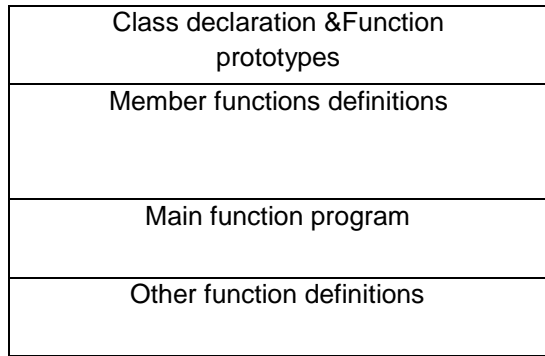 Class declaration &Function
prototypes
Member functions definitions
Main function program
Other function definitions